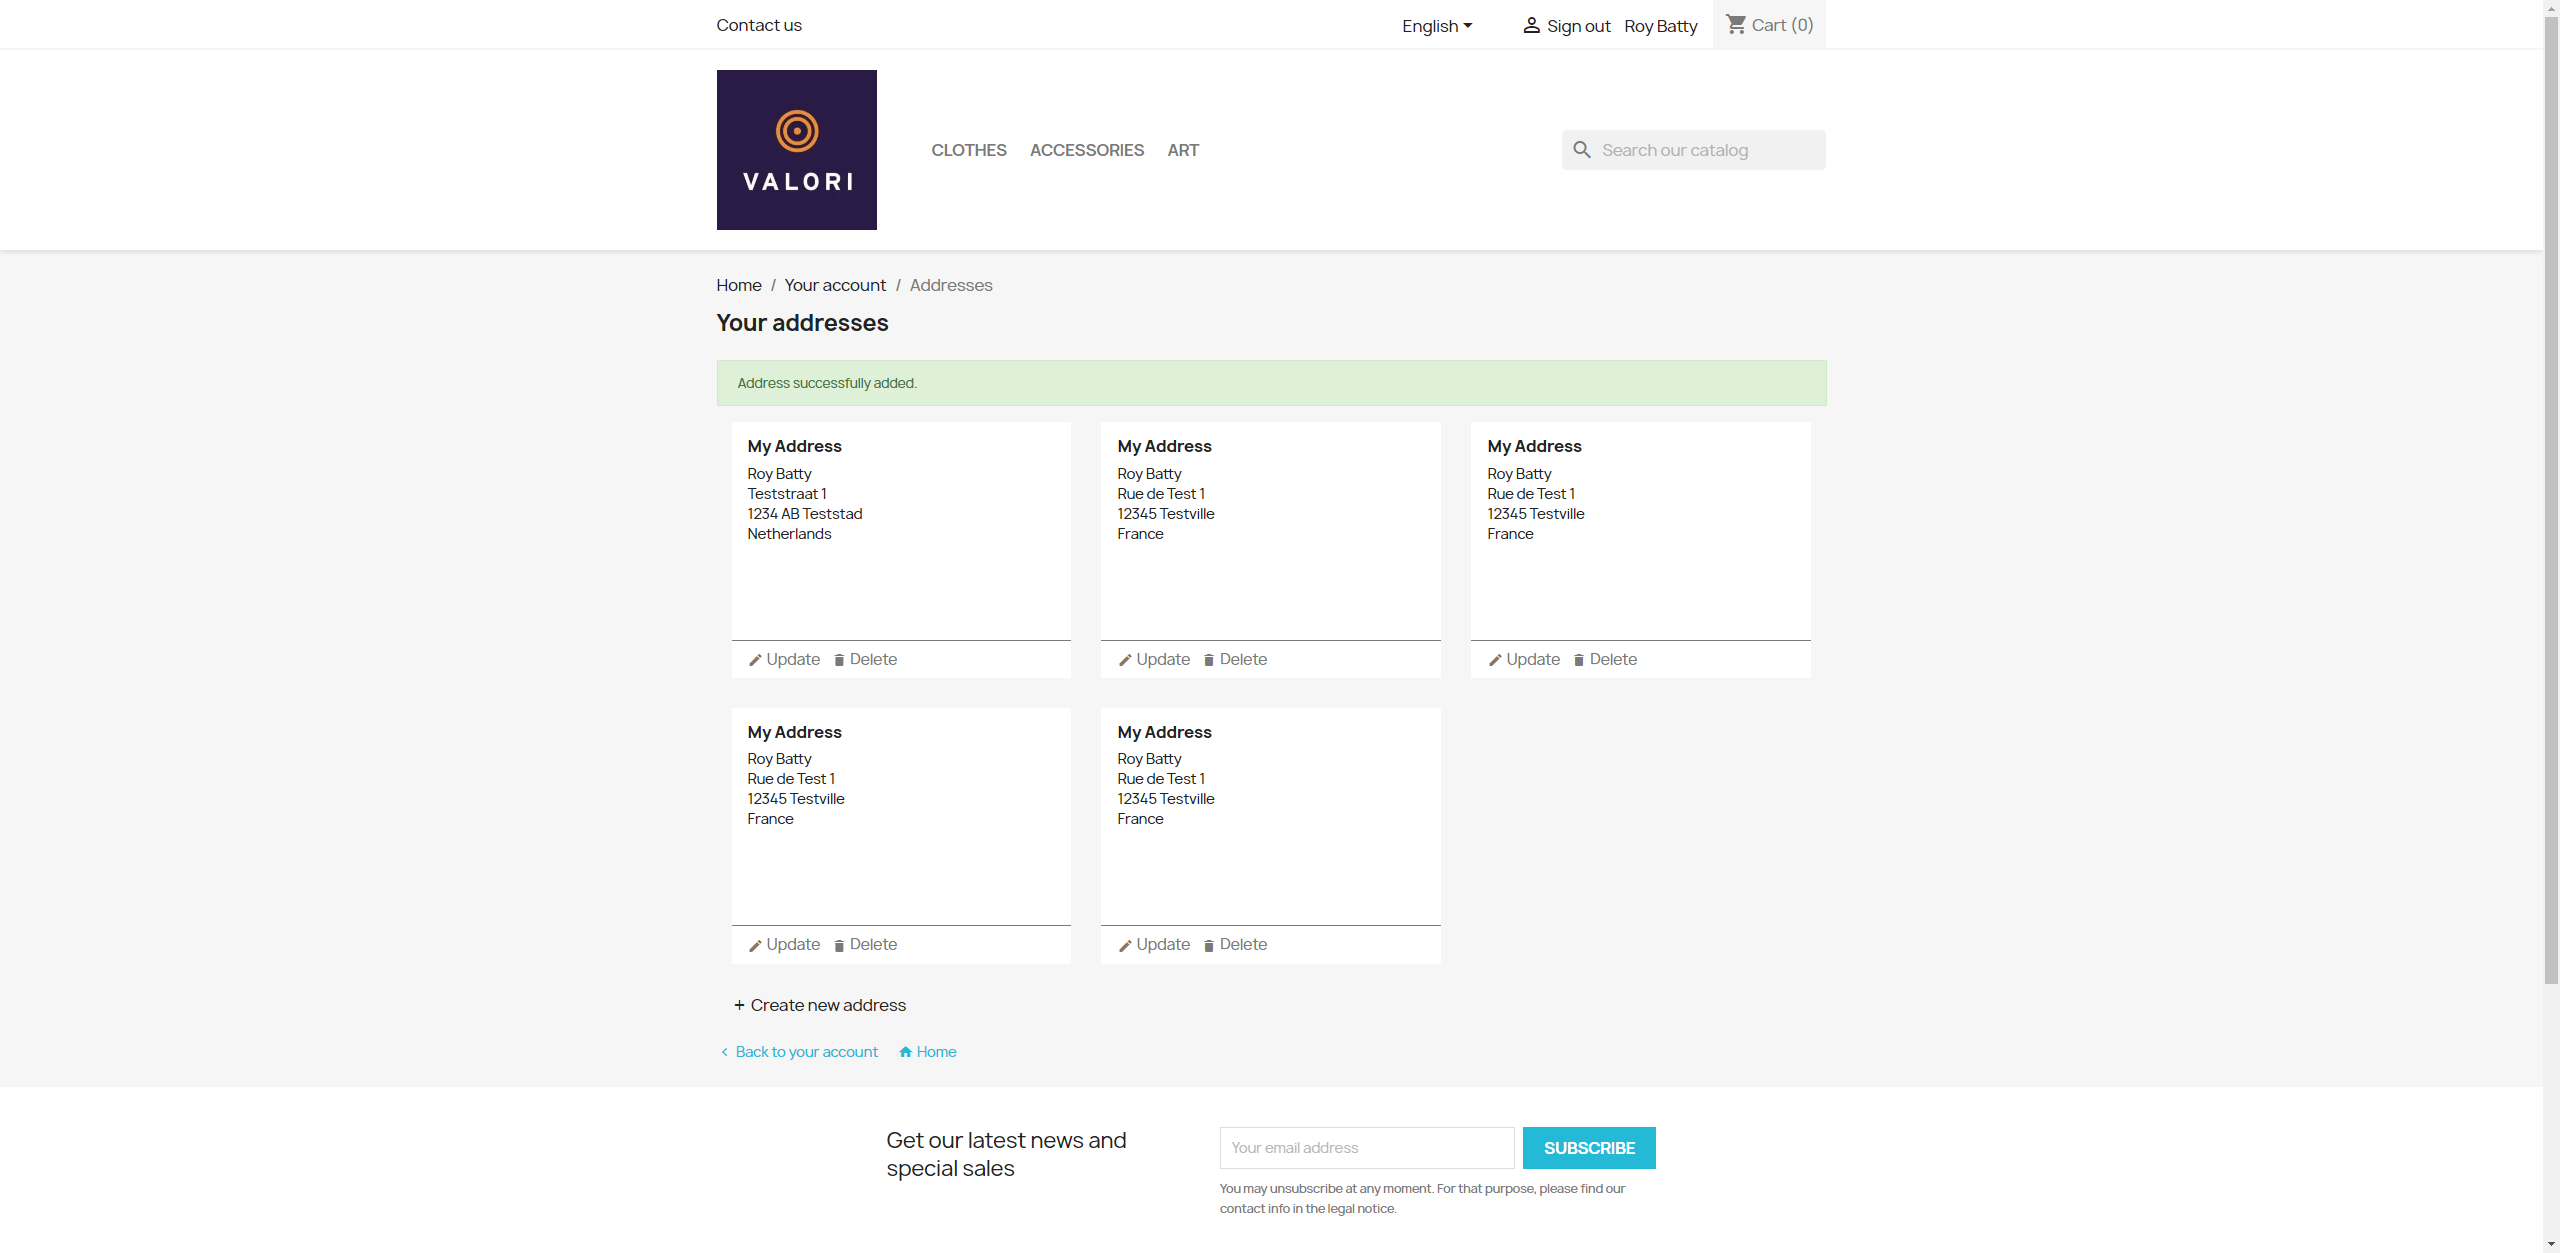 Contact us
English
Sign out
Roy Batty
Cart (0)
VALORI
CLOTHES
ACCESSORIES
ART
Search our catalog
Home / Your account / Addresses
Your addresses
Address successfully added.
My Address
Roy Batty
Teststraat 1
1234 AB Teststad
Netherlands
Update
Delete
My Address
Roy Batty
Rue de Test 1
12345 Testville
France
Update
Delete
My Address
Roy Batty
Rue de Test 1
12345 Testville
France
Update
Delete
My Address
Roy Batty
Rue de Test 1
12345 Testville
France
Update
Delete
My Address
Roy Batty
Rue de Test 1
12345 Testville
France
Update
Delete
+ Create new address
Back to your account
Home
Get our latest news and
special sales
Your email address
SUBSCRIBE
You may unsubscribe at any moment. For that purpose, please find our
contact info in the legal notice.